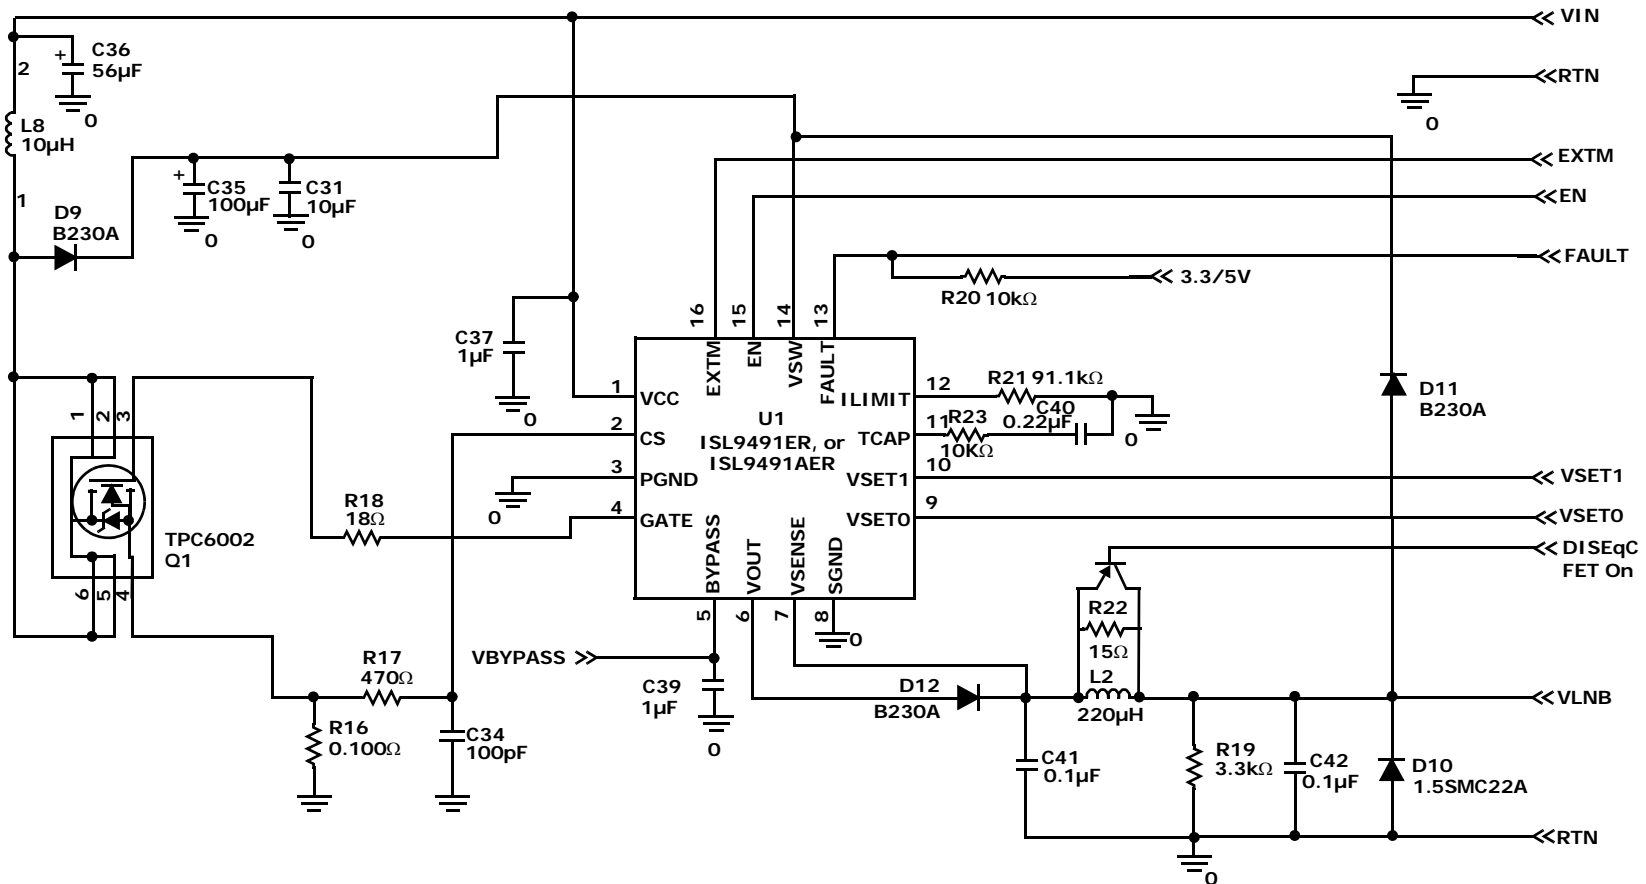 VIN
C36
56µF
+
2
0
RTN
0
L8
10µH
EXTM
1
+
C35
100µF
0
C31
10µF
0
EN
D9
B230A
FAULT
R20 10kΩ
3.3/5V
16
15
14
13
C37
1µF
0
EXTM
EN
VSW
FAULT
1
VCC
ILIMIT
12
R21 91.1kΩ
D11
B230A
1
2
3
U1
ISL9491ER, or
ISL9491AER
2
CS
TCAP
11
R23
10KΩ
C40
0.22µF
0
3
PGND
0
VSET1
10
VSET1
R18
18Ω
4
GATE
VSET0
9
VSET0
TPC6002
Q1
BYPASS
VOUT
VSENSE
SGND
DISEqC
FET On
6
5
4
5
6
7
8
0
R22
15Ω
VBYPASS
R17
470Ω
C39
1µF
0
D12
B230A
L2
220µH
VLNB
R16
0.100Ω
C34
100pF
C41
0.1µF
R19
3.3kΩ
C42
0.1µF
D10
1.5SMC22A
RTN
0